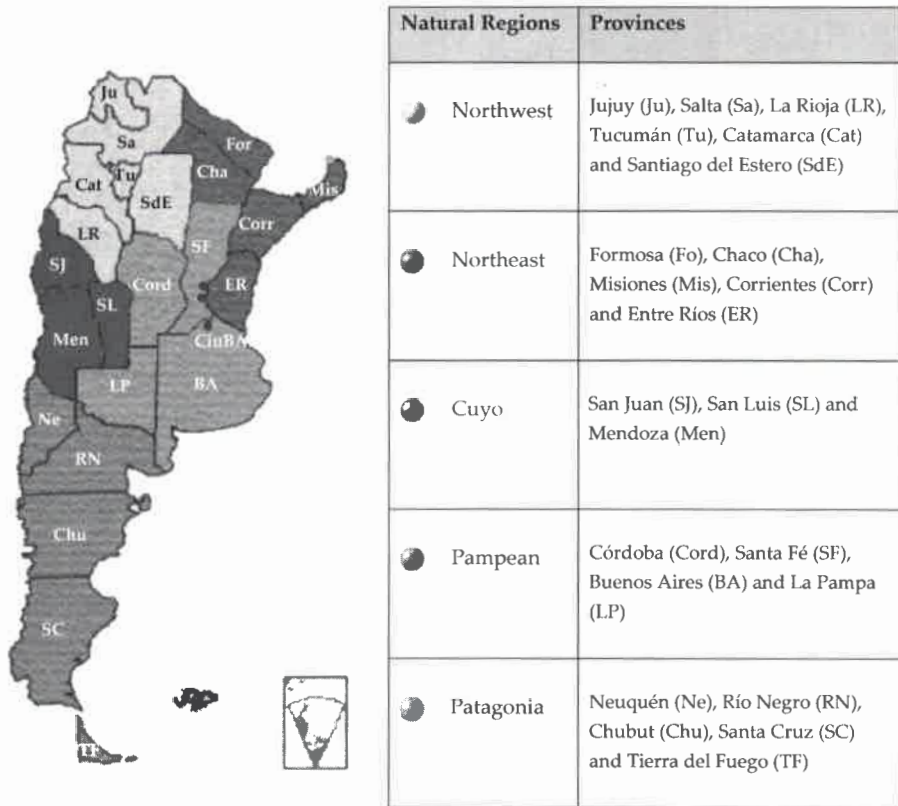 Ju
Sa
For
Cha
Mis
Cat
Tu
SdE
Corr
LR
SF
SJ
Cord
ER
SL
Men
CiuBA
LP
BA
Ne
RN
Chu
SC
TF
Natural Regions Provinces
Northwest
Jujuy (Ju), Salta (Sa), La Rioja (LR),
Tucumán (Tu), Catamarca (Cat)
and Santiago del Estero (SdE)
Northeast
Formosa (Fo), Chaco (Cha),
Misiones (Mis), Corrientes (Corr)
and Entre Ríos (ER)
Cuyo
San Juan (SJ), San Luis (SL) and
Mendoza (Men)
Pampean
Córdoba (Cord), Santa Fé (SF),
Buenos Aires (BA) and La Pampa
(LP)
Patagonia
Neuquén (Ne), Río Negro (RN),
Chubut (Chu), Santa Cruz (SC)
and Tierra del Fuego (TF)